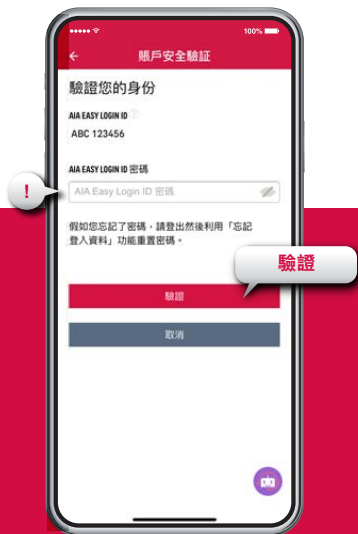 100%
賬戶安全驗証
驗證您的身份
AIA EASY LOGIN ID
ABC 123456
AIA EASY LOGIN ID 密碼
!
AIA Easy Login ID 密碼
假如您忘記了密碼，請登出然後利用「忘記
登入資料」功能重置密碼。
驗證
驗證
取消